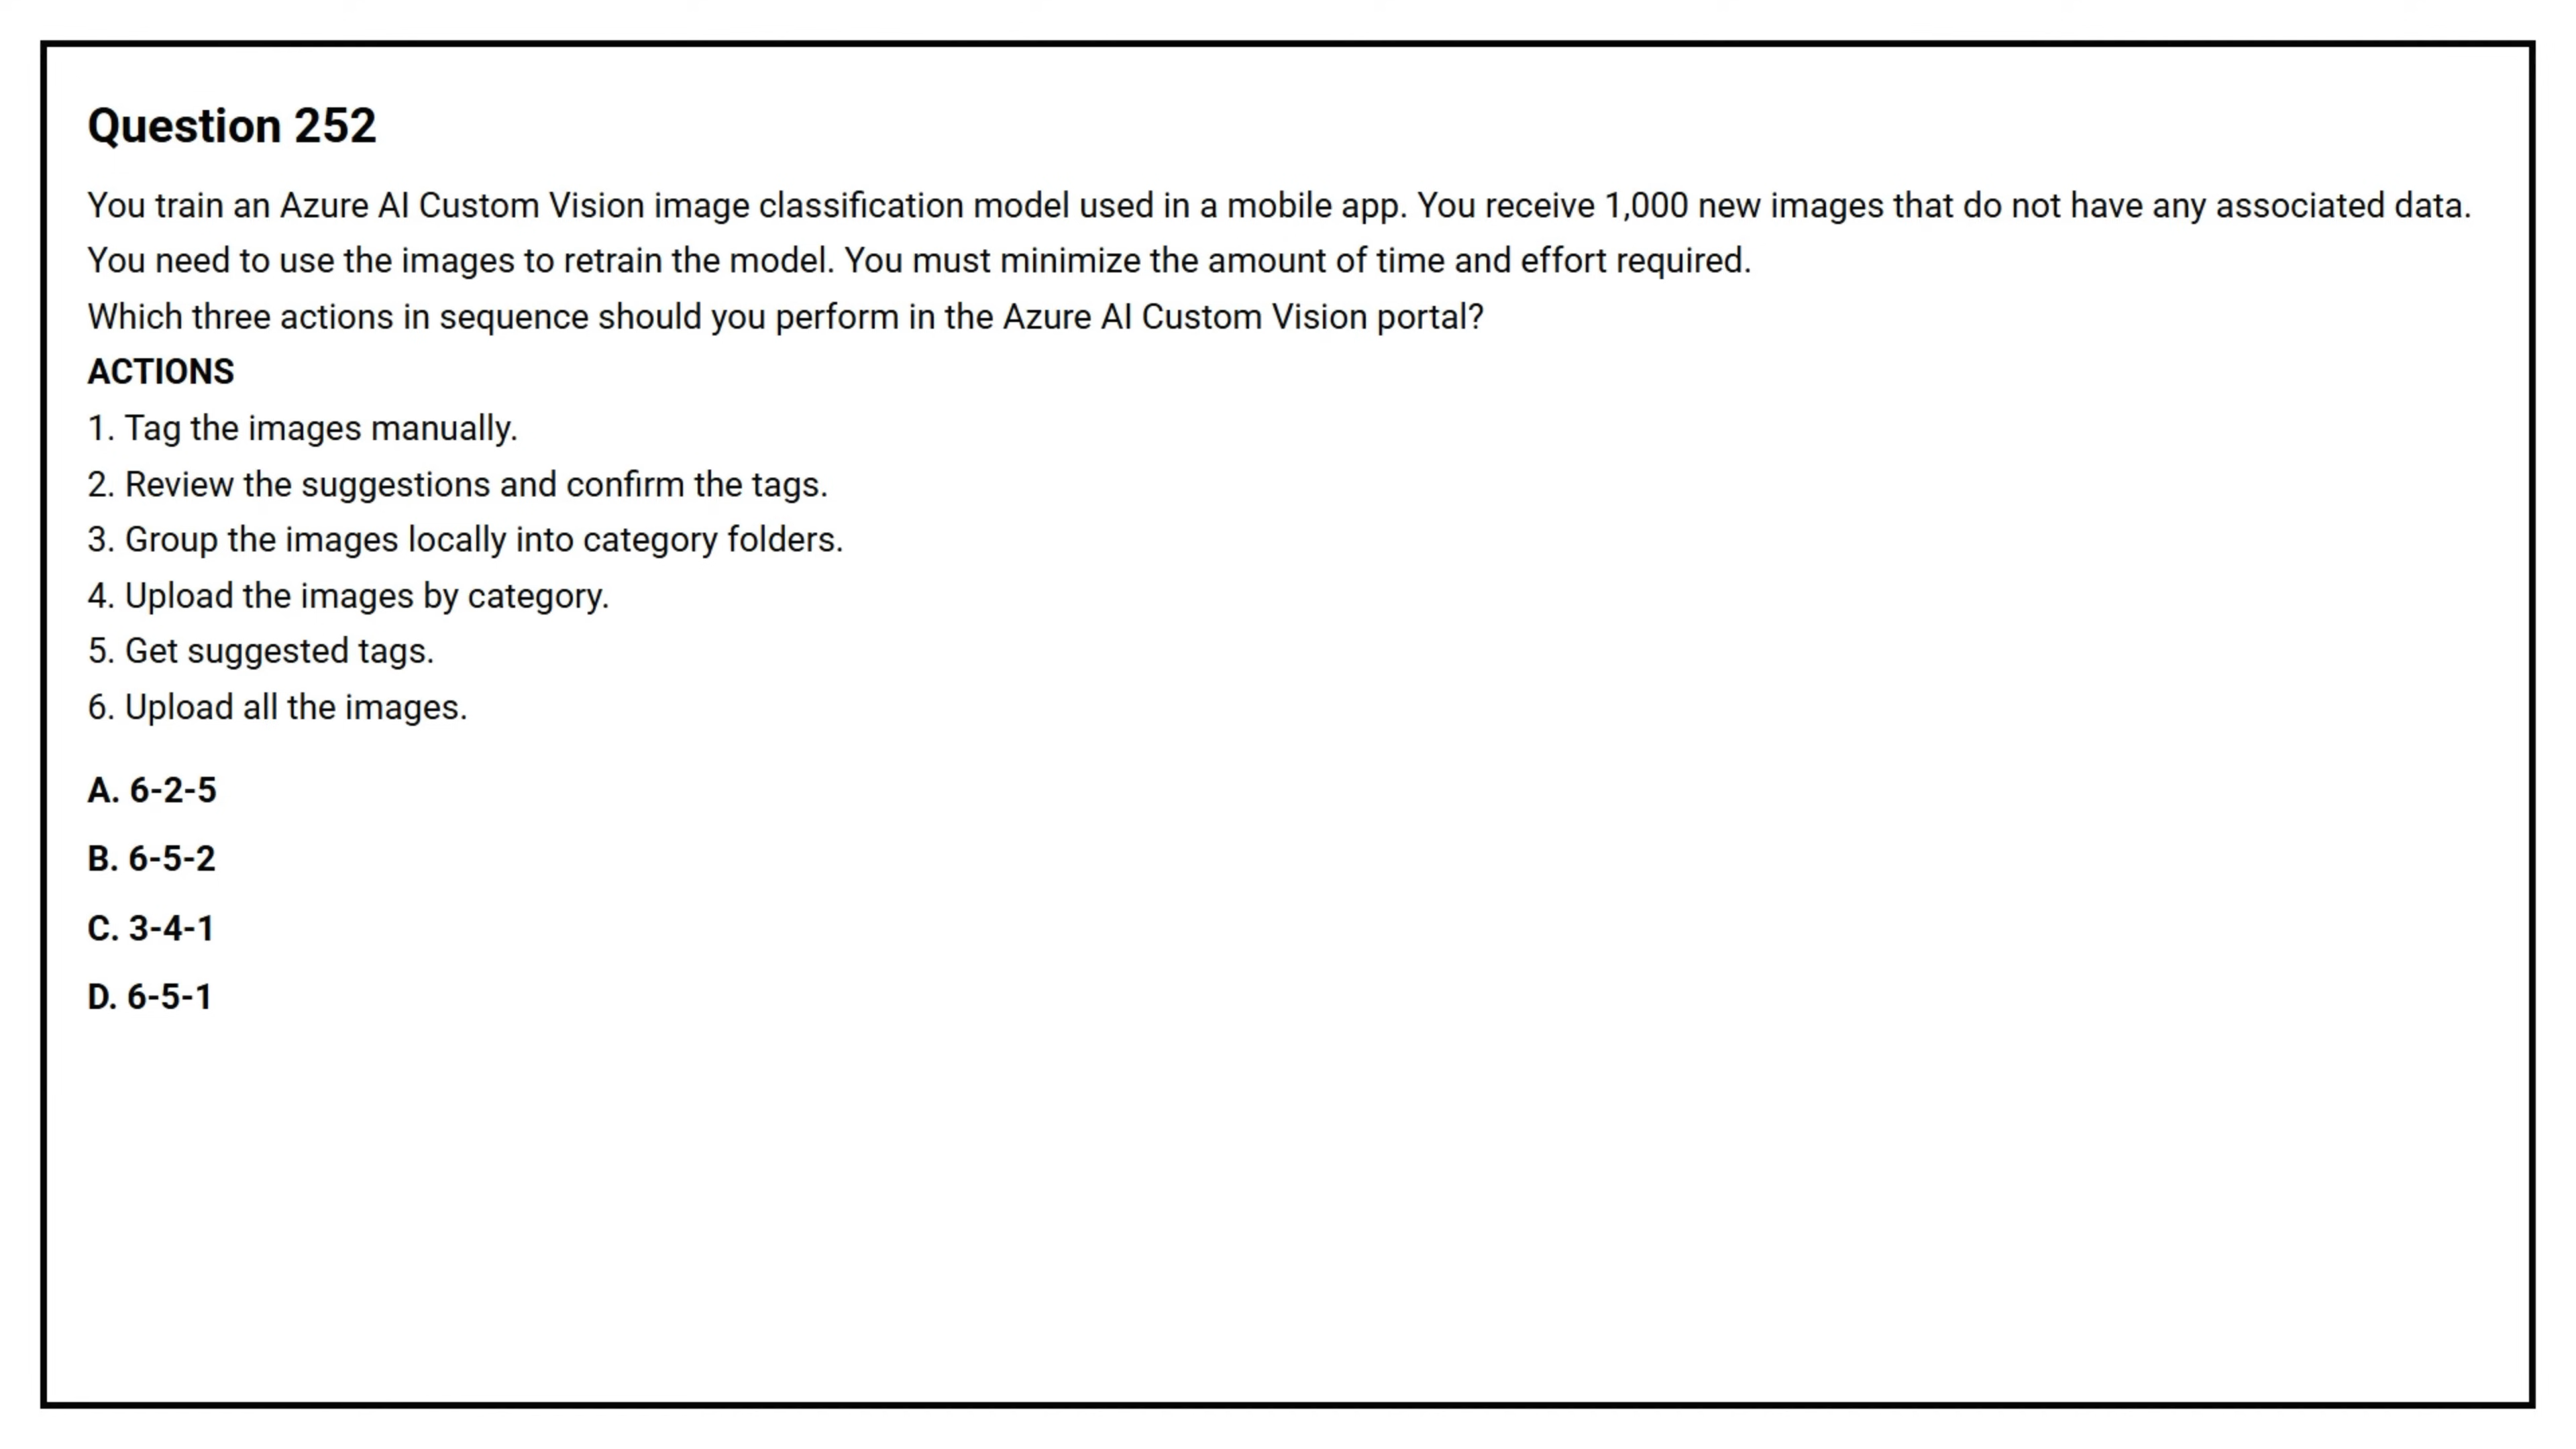 Question 252
You train an Azure AI Custom Vision image classification model used in a mobile app. You receive 1,000 new images that do not have any associated data.
You need to use the images to retrain the model. You must minimize the amount of time and effort required.
Which three actions in sequence should you perform in the Azure AI Custom Vision portal?
ACTIONS
1. Tag the images manually.
2. Review the suggestions and confirm the tags.
3. Group the images locally into category folders.
4. Upload the images by category.
5. Get suggested tags.
6. Upload all the images.
A. 6-2-5
B. 6-5-2
C. 3-4-1
D. 6-5-1